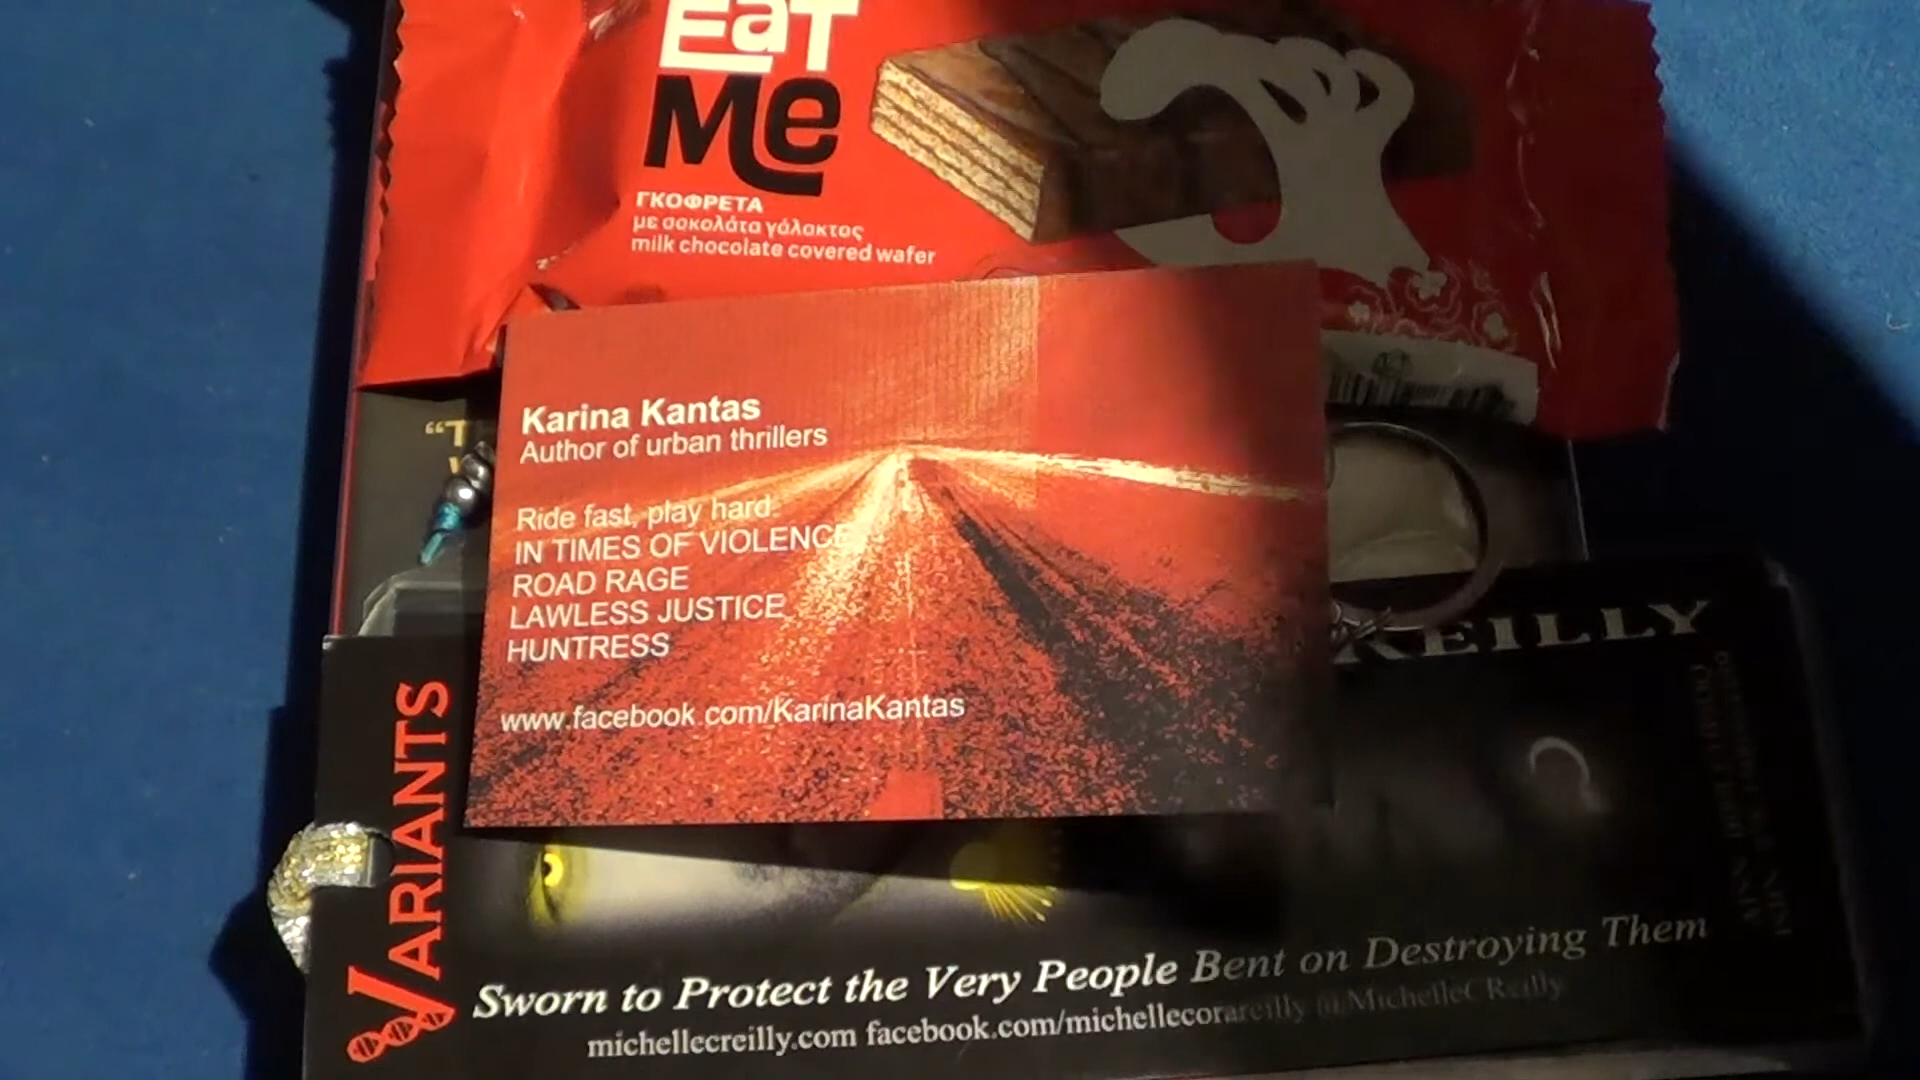 EaT
Me
ΓΚΟΦΡΕΤΑ
με σοκολάτα γάλακτος
milk chocolate covered wafer
Karina Kantas
Author of urban thrillers
Ride fast, play hard.
IN TIMES OF VIOLENCE
ROAD RAGE
LAWLESS JUSTICE
HUNTRESS
www.facebook.com/KarinaKantas
“T
REILLY
VARIANTS
Sworn to Protect the Very People Bent on Destroying Them
michellecreilly.com facebook.com/michellecorareilly MichelleCReilly